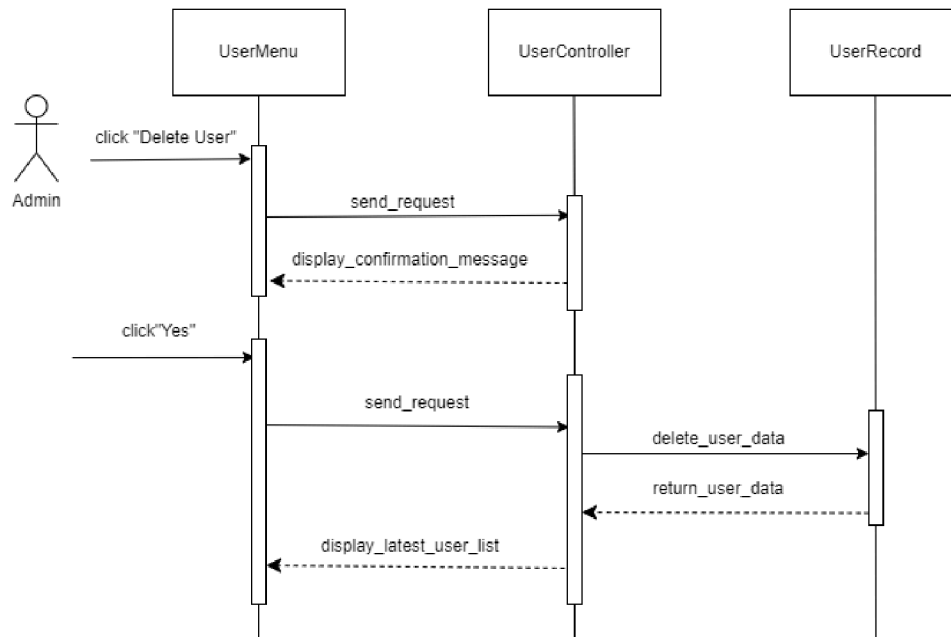 UserMenu
UserController
UserRecord
click "Delete User"
Admin
send_request
display_confirmation_message
click"Yes"
send_request
delete_user_data
return_user_data
display_latest_user_list